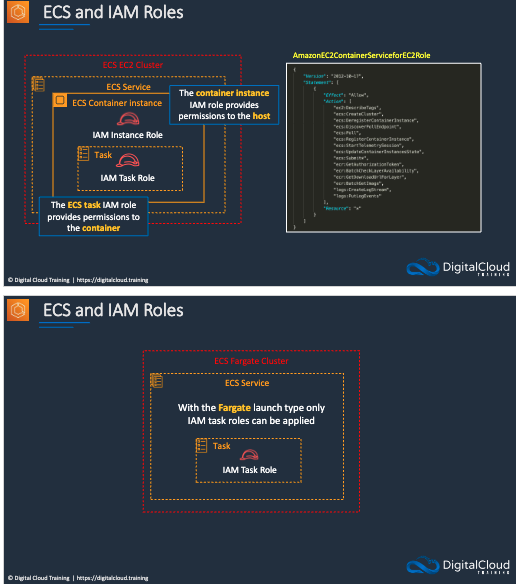 ECS and IAM Roles
ECS EC2 Cluster
ECS Service
ECS Container instance
The container instance
IAM role provides
permissions to the host
IAM Instance Role
Task
IAM Task Role
The ECS task IAM role
provides permissions to
the container
AmazonEC2ContainerServiceforEC2Role
{
"Version": "2012-10-17",
"Statement": [
{
"Effect": "Allow",
"Action": [
"ec2:DescribeTags",
"ecs:CreateCluster",
"ecs:DeregisterContainerInstance",
"ecs:DiscoverPollEndpoint",
"ecs:Poll",
"ecs:RegisterContainerInstance",
"ecs:StartTelemetrySession",
"ecs:UpdateContainerInstancesState",
"ecs:Submit*",
"ecr:GetAuthorizationToken",
"ecr:BatchCheckLayerAvailability",
"ecr:GetDownloadUrlForLayer",
"ecr:BatchGetImage",
"logs:CreateLogStream",
"logs:PutLogEvents"
],
"Resource": "*"
}
]
}
© Digital Cloud Training | https://digitalcloud.training
DigitalCloud
TRAINING
ECS and IAM Roles
ECS Fargate Cluster
ECS Service
With the Fargate launch type only
IAM task roles can be applied
Task
IAM Task Role
© Digital Cloud Training | https://digitalcloud.training
DigitalCloud
TRAINING